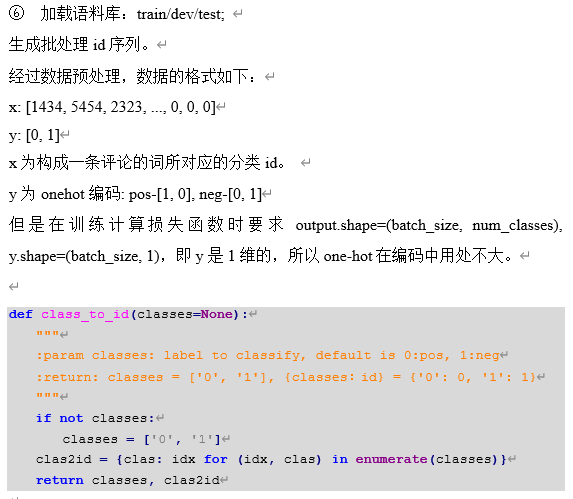 ⑥ 加载语料库：train/dev/test;
生成批处理 id 序列。
经过数据预处理，数据的格式如下：
x: [1434, 5454, 2323, ..., 0, 0, 0]
y: [0, 1]
x 为构成一条评论的词所对应的分类 id。
y 为 onehot 编码: pos-[1, 0], neg-[0, 1]
但是在训练计算损失函数时要求 output.shape=(batch_size, num_classes),
y.shape=(batch_size, 1)，即 y 是 1 维的，所以 one-hot 在编码中用处不大。
def class_to_id(classes=None):
"""
:param classes: label to classify, default is 0:pos, 1:neg
:return: classes = ['0', '1'], {classes：id} = {'0': 0, '1': 1}
"""
if not classes:
classes = ['0', '1']
clas2id = {clas: idx for (idx, clas) in enumerate(classes)}
return classes, clas2id